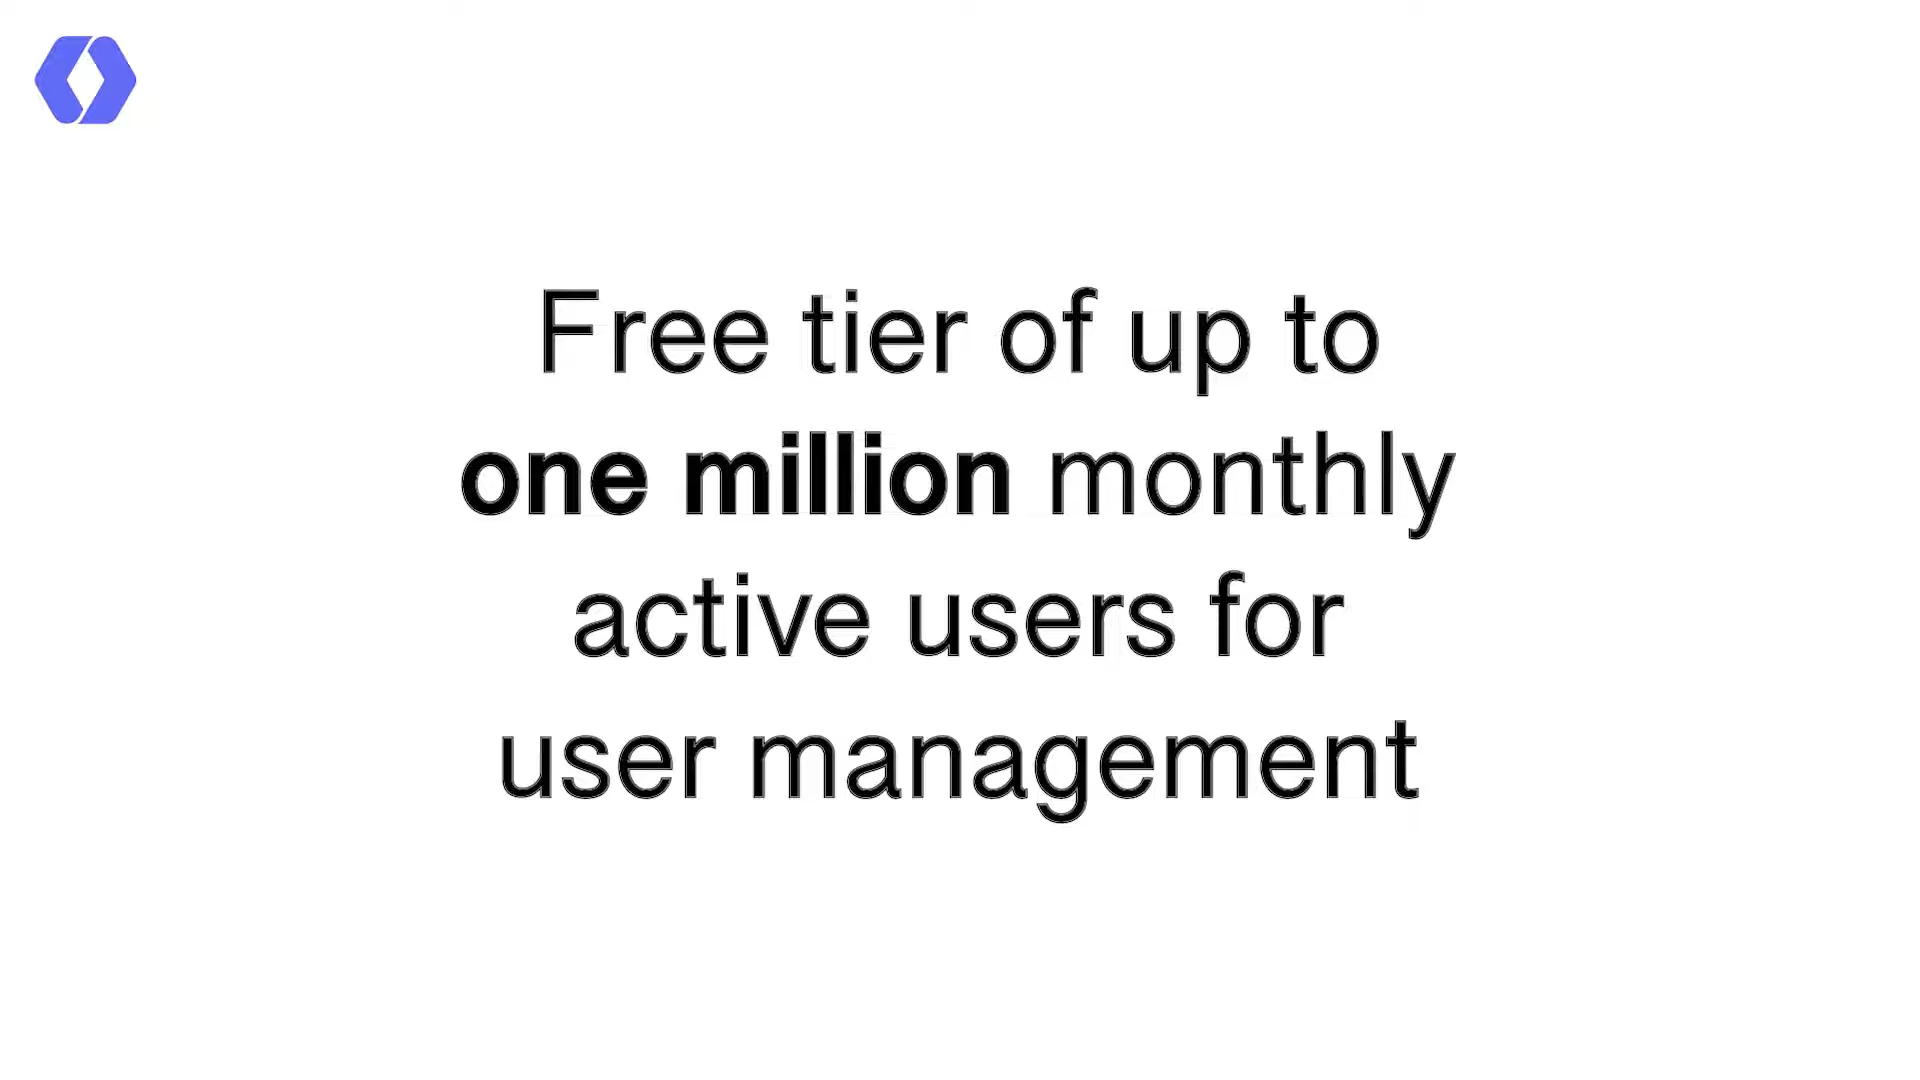 Free tier of up to
one million monthly
active users for
user management